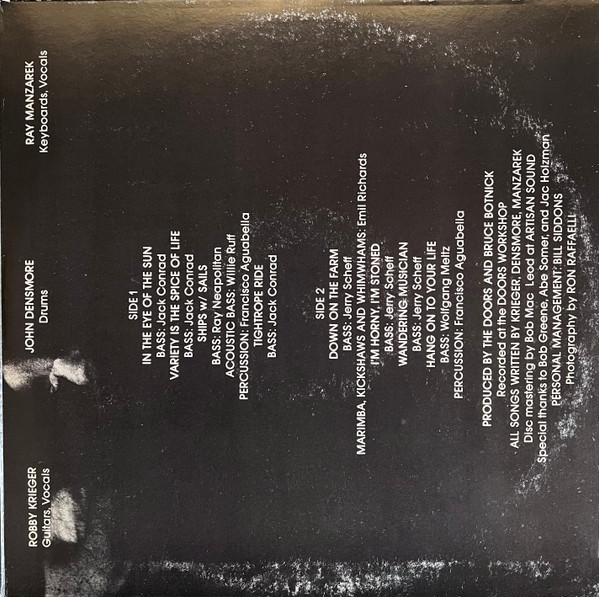 ROBBY KRIEGER
Guitars, Vocals
JOHN DENSMORE
Drums
RAY MANZAREK
Keyboards, Vocals
SIDE 1
IN THE EYE OF THE SUN
BASS: Jack Conrad
VARIETY IS THE SPICE OF LIFE
BASS: Jack Conrad
SHIPS w/ SAILS
BASS: Ray Neapolitan
ACOUSTIC BASS: Willie Ruff
PERCUSSION: Francisco Aguabella
TIGHTROPE RIDE
BASS: Jack Conrad
SIDE 2
DOWN ON THE FARM
BASS: Jerry Scheff
MARIMBA, KICKSHAWS AND WHIMWHAMS: Emil Richards
I'M HORNY, I'M STONED
BASS: Jerry Scheff
WANDERING MUSICIAN
BASS: Jerry Scheff
HANG ON TO YOUR LIFE
BASS: Wolfgang Meltz
PERCUSSION: Francisco Aguabella
PRODUCED BY THE DOORS AND BRUCE BOTNICK
Recorded at the DOORS WORKSHOP
ALL SONGS WRITTEN BY KRIEGER, DENSMORE, MANZAREK
Disc mastering by Bob Mac Leod at ARTISAN SOUND
Special thanks to Bob Greene, Abe Somer, and Jac Holzman
PERSONAL MANAGEMENT: BILL SIDDONS
Photography by RON RAFFAELLI